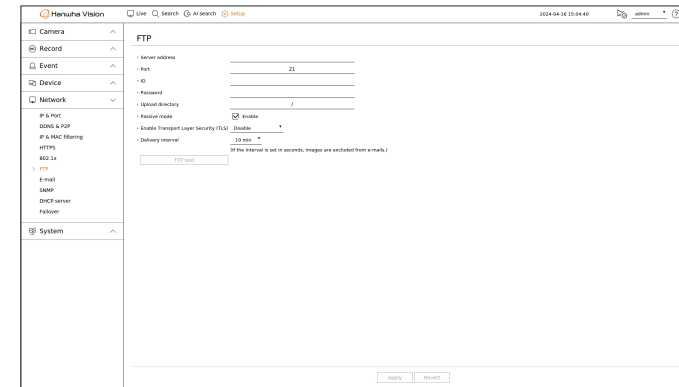 Hanwha Vision
Live Search AI search Setup 2024-04-16 15:04:40 admin
Camera
Record
Event
Device
Network
IP & Port
DDNS & P2P
IP & MAC filtering
HTTPS
802.1x
> FTP
E-mail
SNMP
DHCP server
Failover
System
FTP
Server address
Port 21
ID
Password
Upload directory /
Passive mode Enable
Enable Transport Layer Security (TLS) Disable
Delivery interval 10 min
(If the interval is set in seconds, images are excluded from e-mails.)
FTP test
Apply Revert